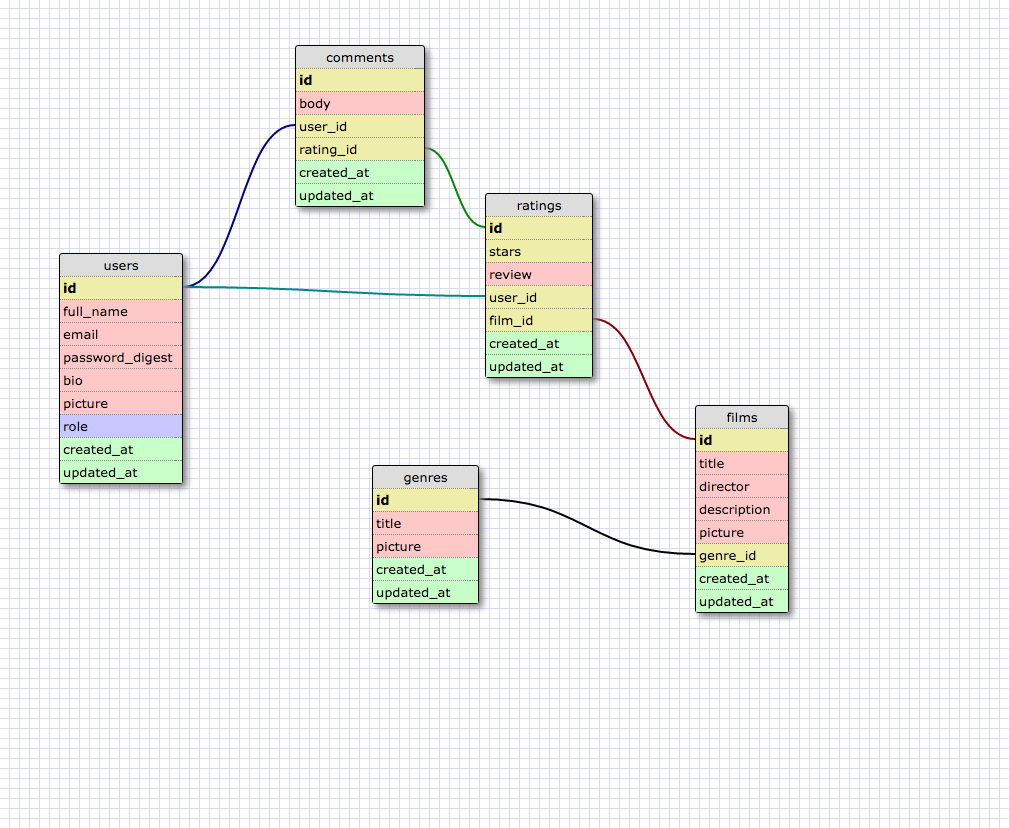 comments
id
body
user_id
rating_id
created_at
updated_at
ratings
id
stars
review
user_id
film_id
created_at
updated_at
users
id
full_name
email
password_digest
bio
picture
role
created_at
updated_at
films
id
title
director
description
picture
genre_id
created_at
updated_at
genres
id
title
picture
created_at
updated_at